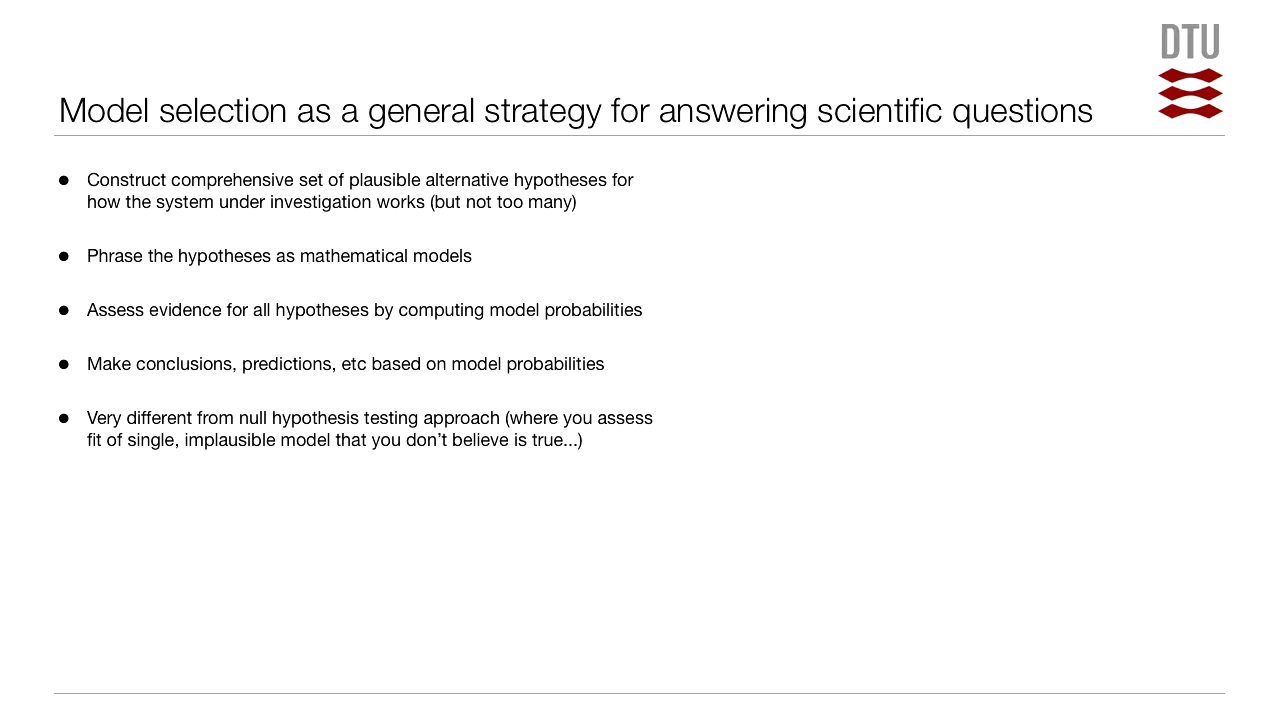 DTU
Model selection as a general strategy for answering scientific questions
● Construct comprehensive set of plausible alternative hypotheses for
how the system under investigation works (but not too many)
● Phrase the hypotheses as mathematical models
● Assess evidence for all hypotheses by computing model probabilities
● Make conclusions, predictions, etc based on model probabilities
● Very different from null hypothesis testing approach (where you assess
fit of single, implausible model that you don’t believe is true...)